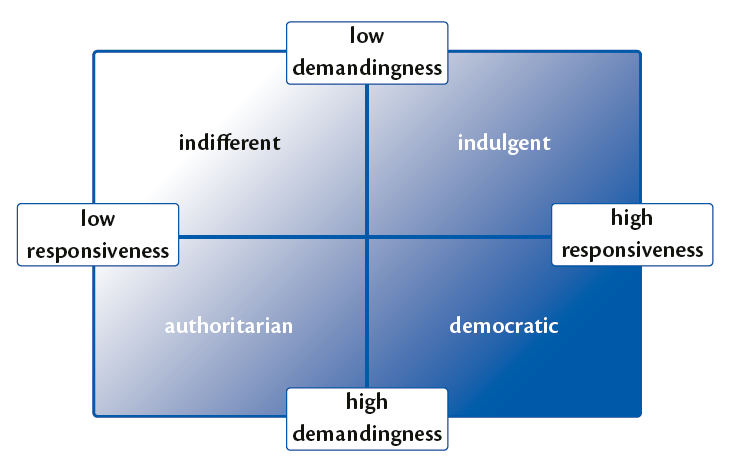 low
demandingness
indifferent
indulgent
low
responsiveness
high
responsiveness
authoritarian
democratic
high
demandingness